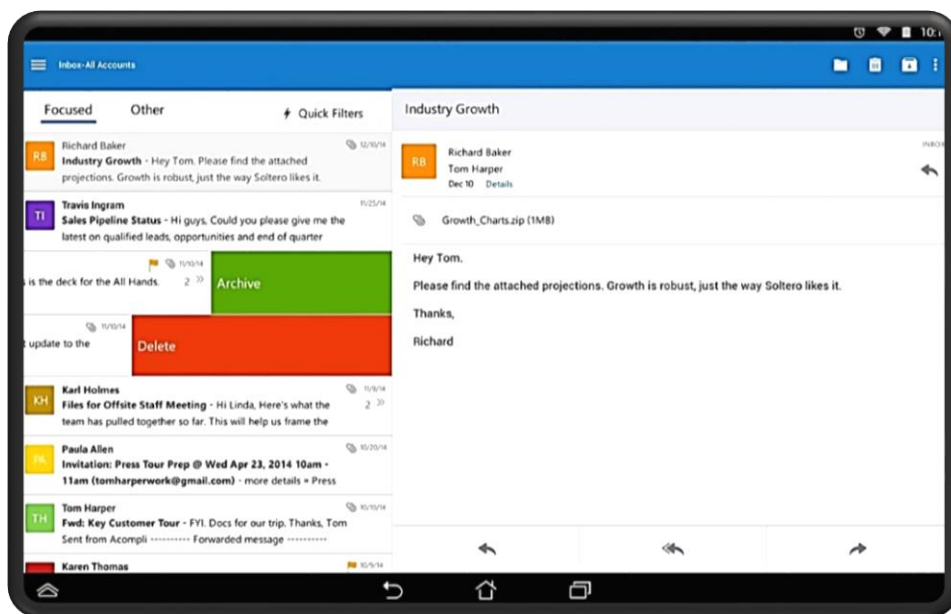 10:1
Inbox-All Accounts
Focused
Other
Quick Filters
RB
Richard Baker
12/10/14
Industry Growth - Hey Tom. Please find the attached
projections. Growth is robust, just the way Soltero likes it.
TI
Travis Ingram
11/25/14
Sales Pipeline Status - Hi guys, Could you please give me the
latest on qualified leads, opportunities and end of quarter
11/10/14
is the deck for the All Hands.
2
Archive
11/10/14
update to the
Delete
KH
Karl Holmes
11/9/14
Files for Offsite Staff Meeting - Hi Linda, Here's what the
2
team has pulled together so far. This will help us frame the
PA
Paula Allen
10/20/14
Invitation: Press Tour Prep @ Wed Apr 23, 2014 10am -
11am (tomharperwork@gmail.com) - more details » Press
TH
Tom Harper
10/10/14
Fwd: Key Customer Tour - FYI. Docs for our trip. Thanks, Tom
Sent from Acompli ---------- Forwarded message ----------
Karen Thomas
10/9/14
Industry Growth
RB
Richard Baker
Tom Harper
Dec 10 Details
INBOX
Growth_Charts.zip (1MB)
Hey Tom.
Please find the attached projections. Growth is robust, just the way Soltero likes it.
Thanks,
Richard